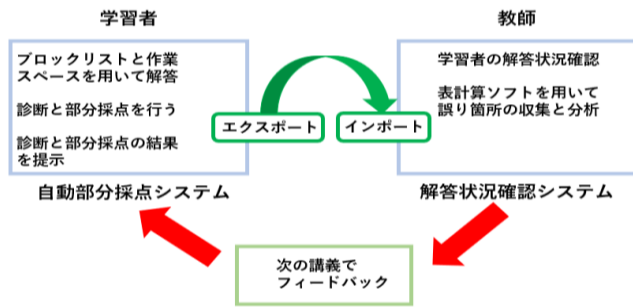 学習者
ブロックリストと作業
スペースを用いて解答
診断と部分採点を行う
診断と部分採点の結果
を提示
自動部分採点システム
エクスポート
インポート
教師
学習者の解答状況確認
表計算ソフトを用いて
誤り箇所の収集と分析
解答状況確認システム
次の講義で
フィードバック